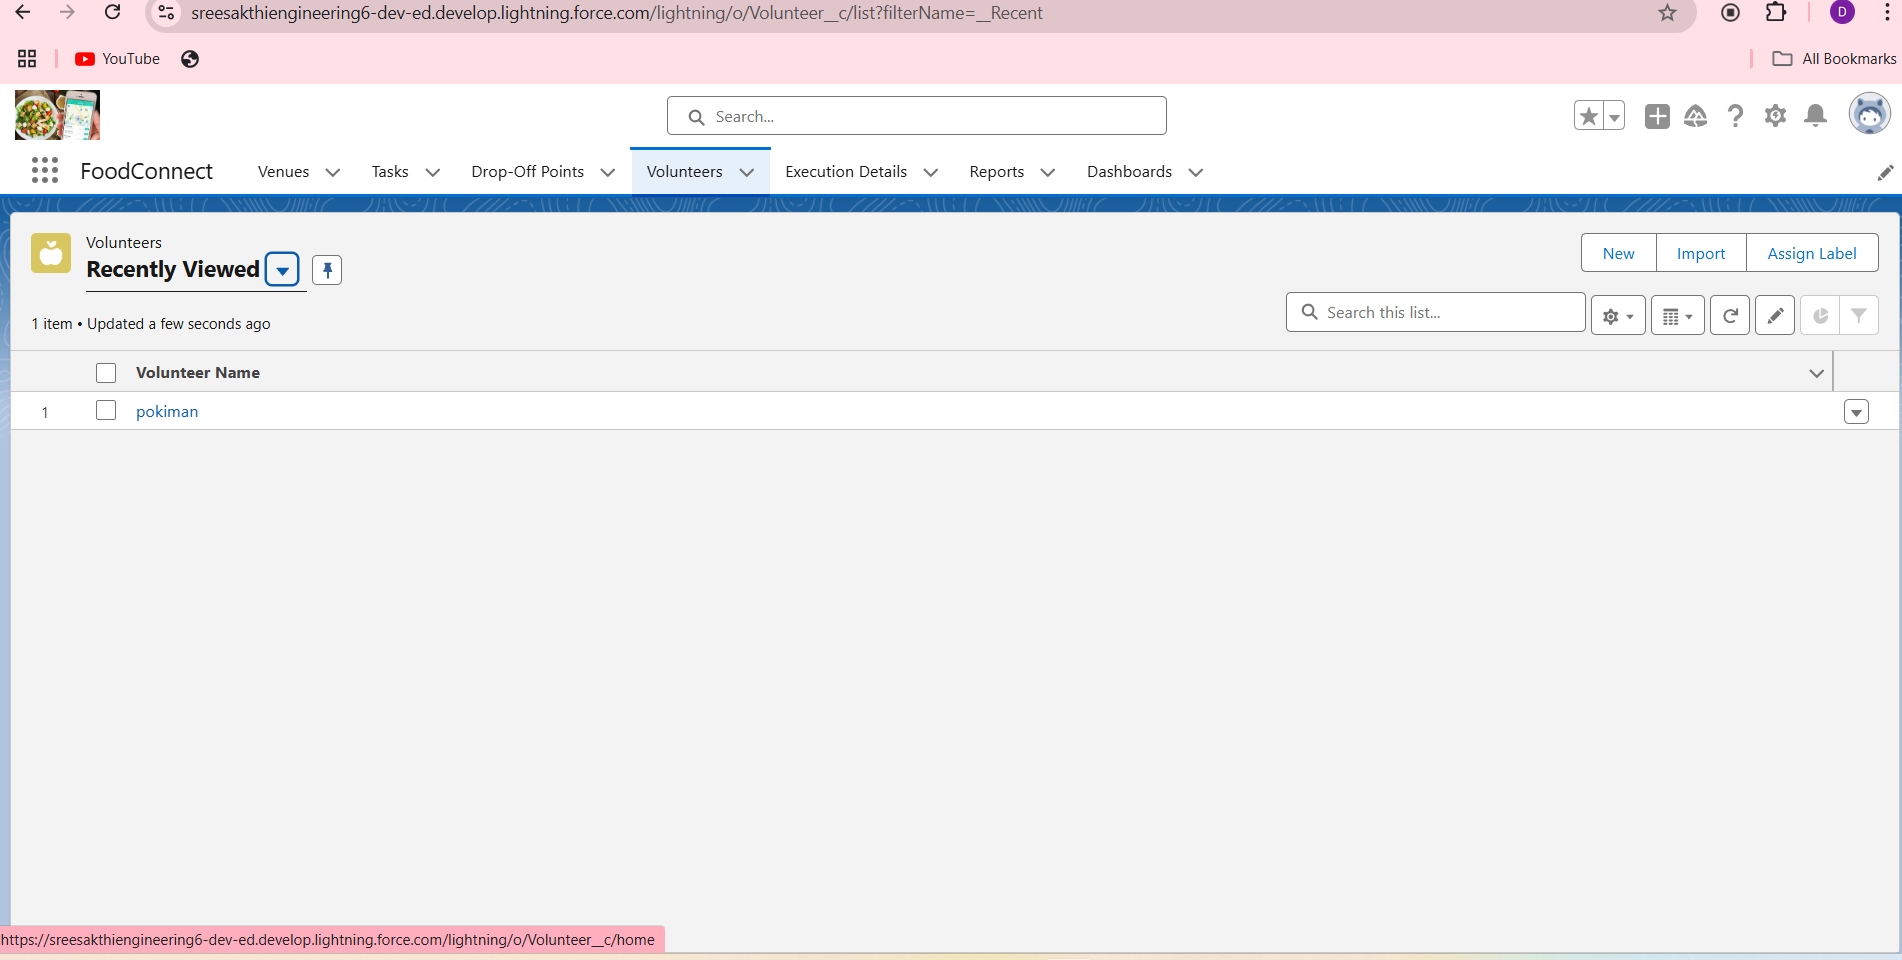 sreesakthiengineering6-dev-ed.develop.lightning.force.com/lightning/o/Volunteer__c/list?filterName=__Recent
D
YouTube
All Bookmarks
Search...
FoodConnect
Venues
Tasks
Drop-Off Points
Volunteers
Execution Details
Reports
Dashboards
Volunteers
Recently Viewed
New
Import
Assign Label
1 item • Updated a few seconds ago
Search this list...
Volunteer Name
1
pokiman
https://sreesakthiengineering6-dev-ed.develop.lightning.force.com/lightning/o/Volunteer__c/home